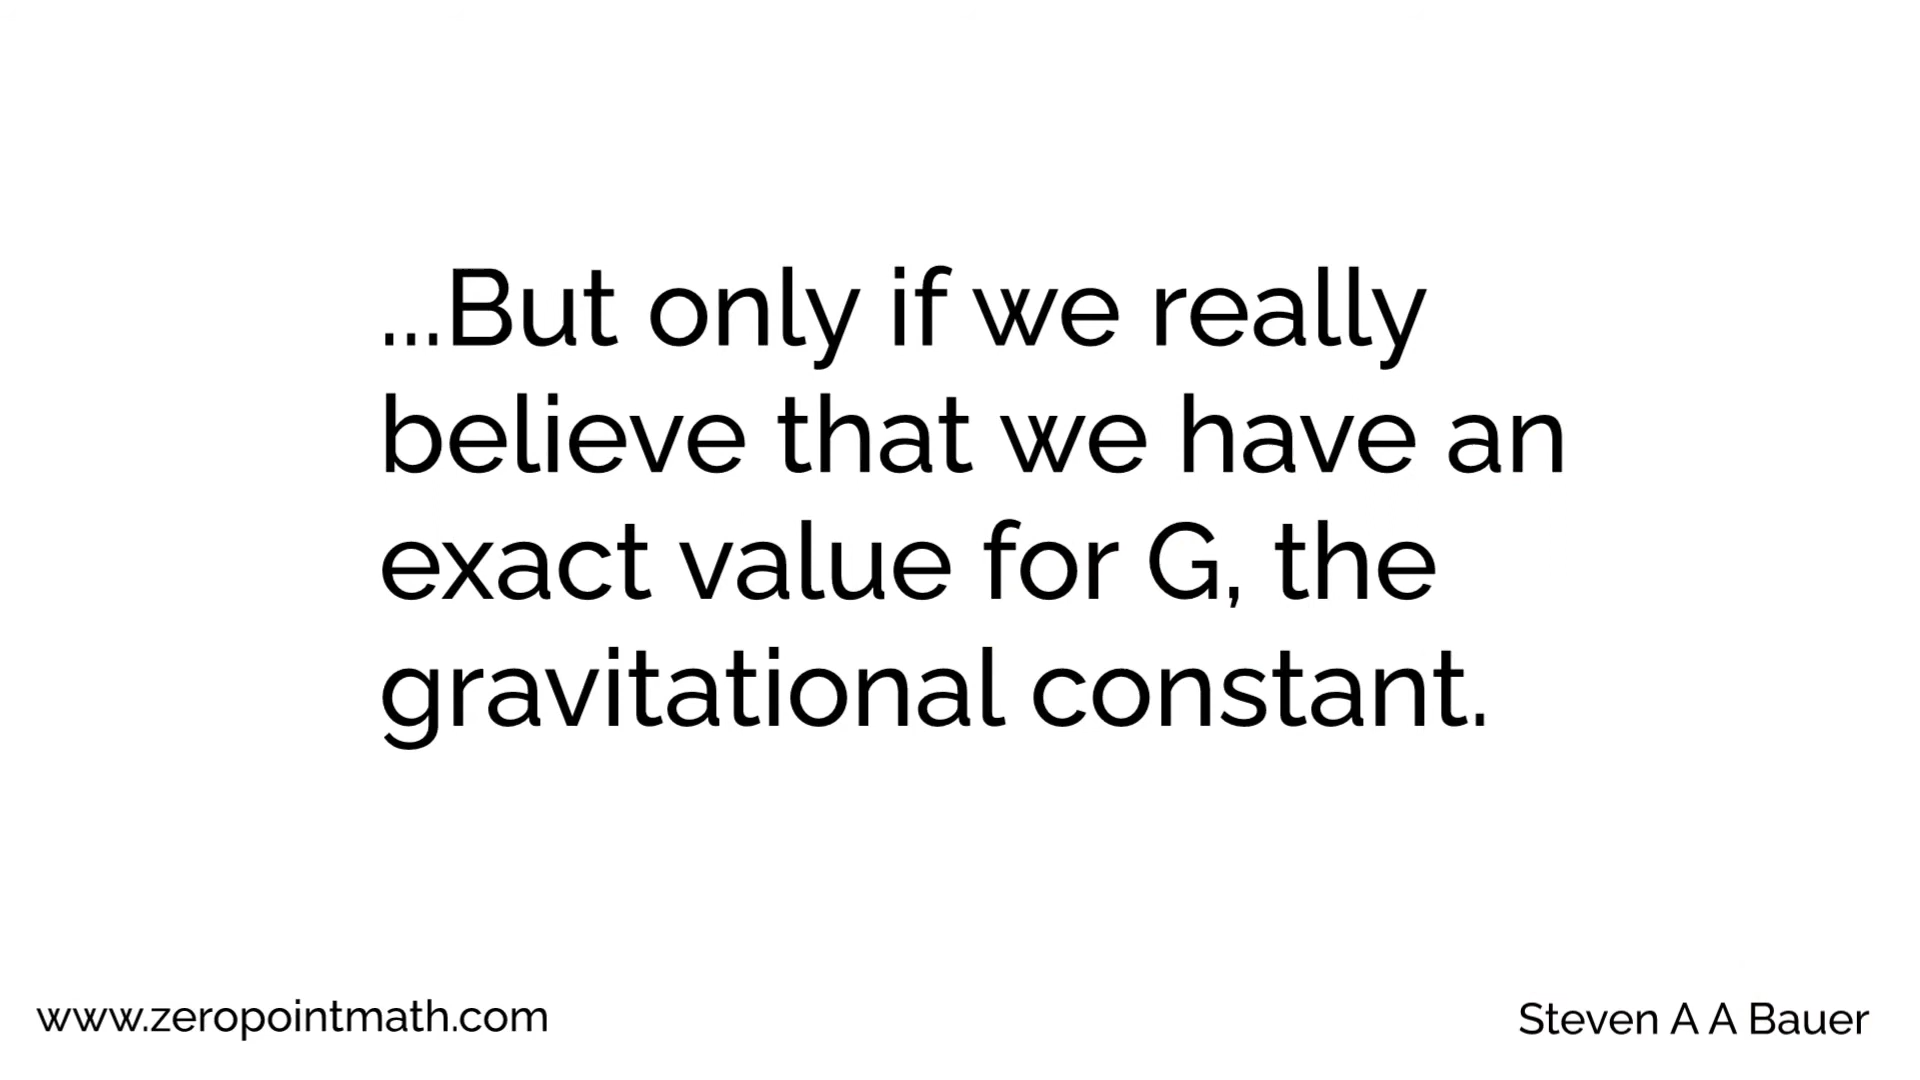 ...But only if we really
believe that we have an
exact value for G, the
gravitational constant.
www.zeropointmath.com
Steven A A Bauer